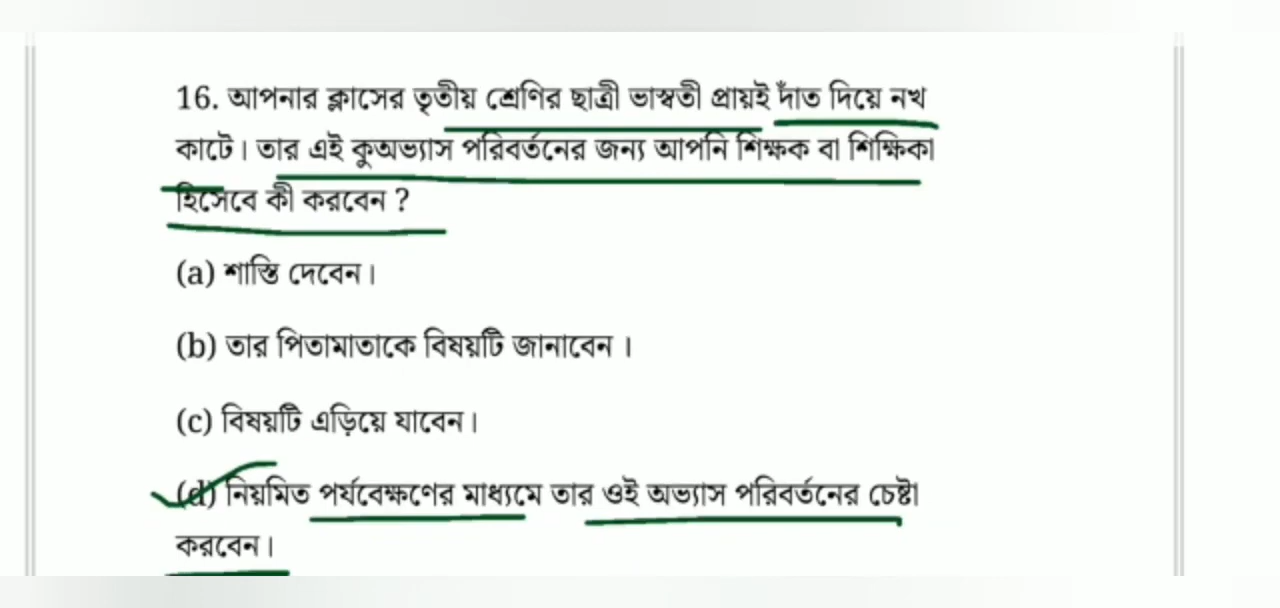 16. আপনার ক্লাসের তৃতীয় শ্রেণির ছাত্রী ভাস্বতী প্রায়ই দাঁত দিয়ে নখ
কাটে। তার এই কুঅভ্যাস পরিবর্তনের জন্য আপনি শিক্ষক বা শিক্ষিকা
হিসেবে কী করবেন ?
(a) শাস্তি দেবেন।
(b) তার পিতামাতাকে বিষয়টি জানাবেন ।
(c) বিষয়টি এড়িয়ে যাবেন।
(d) নিয়মিত পর্যবেক্ষণের মাধ্যমে তার ওই অভ্যাস পরিবর্তনের চেষ্টা
করবেন।